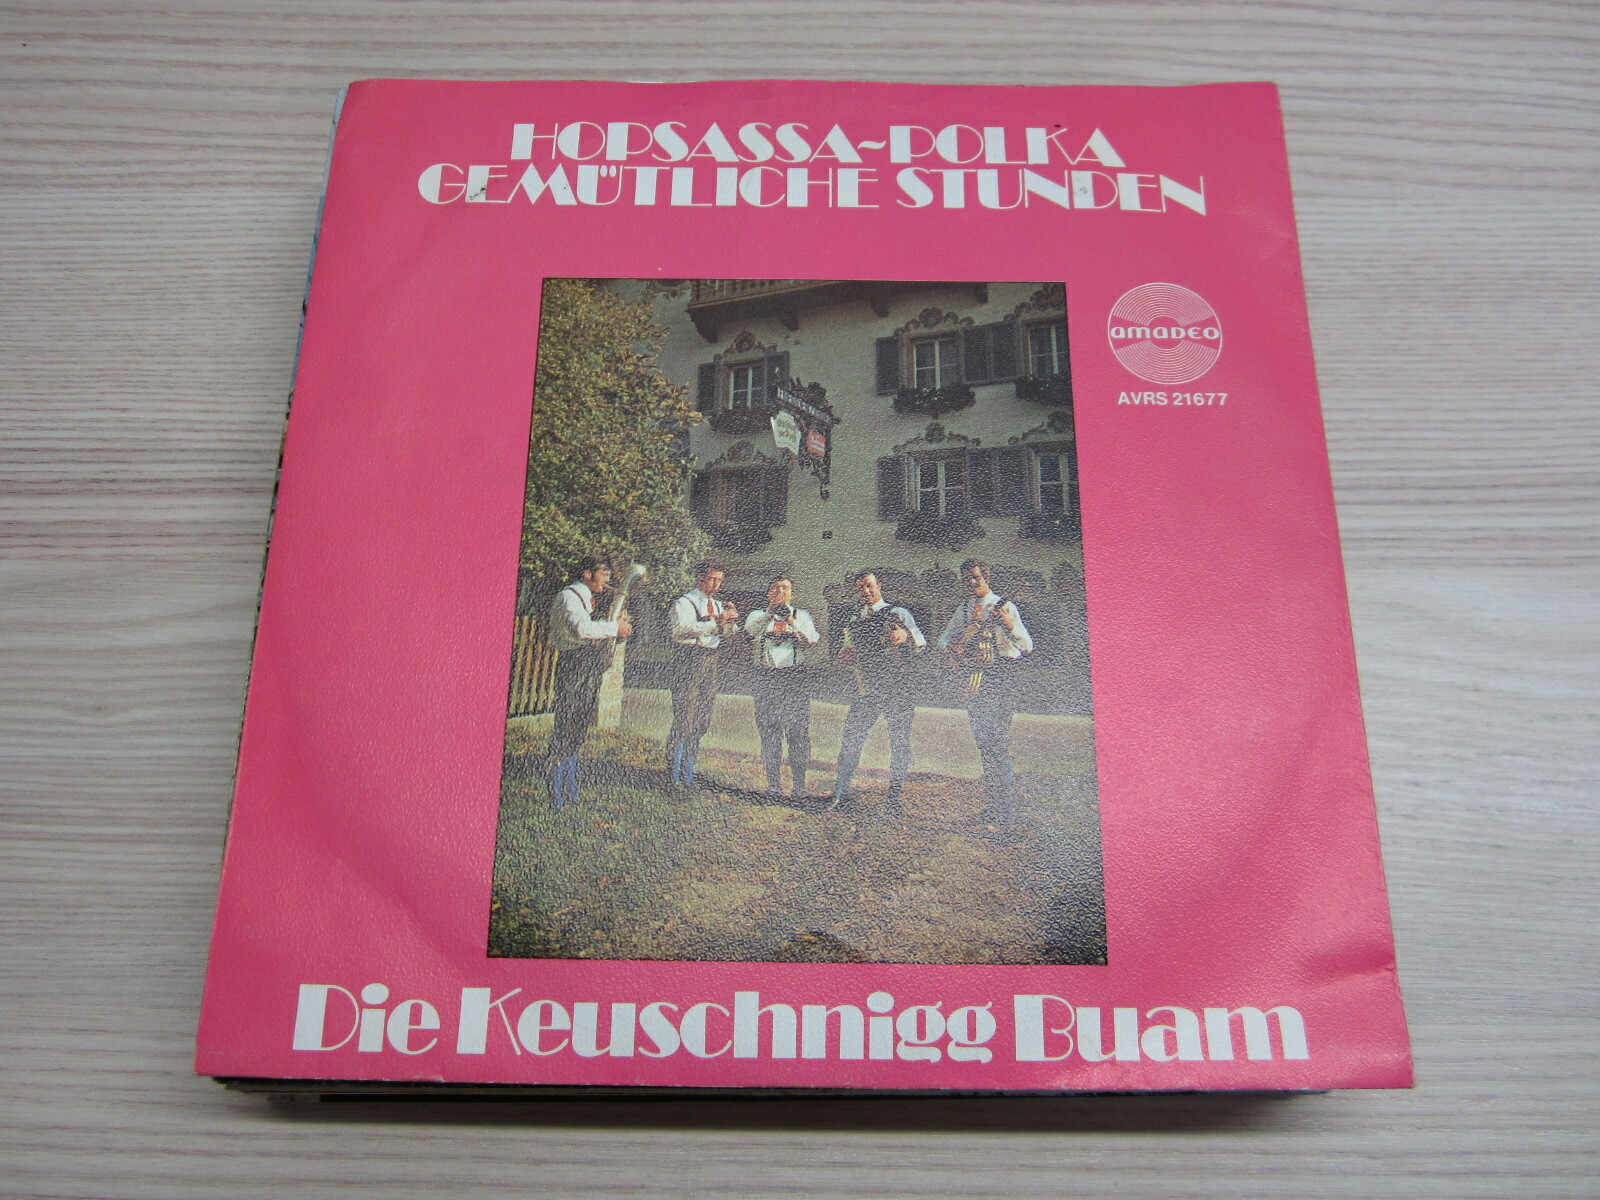 HOPSASSA-POLKA
GEMÜTLICHE STUNDEN
amadeo
AVRS 21677
Die Keuschnigg Buam